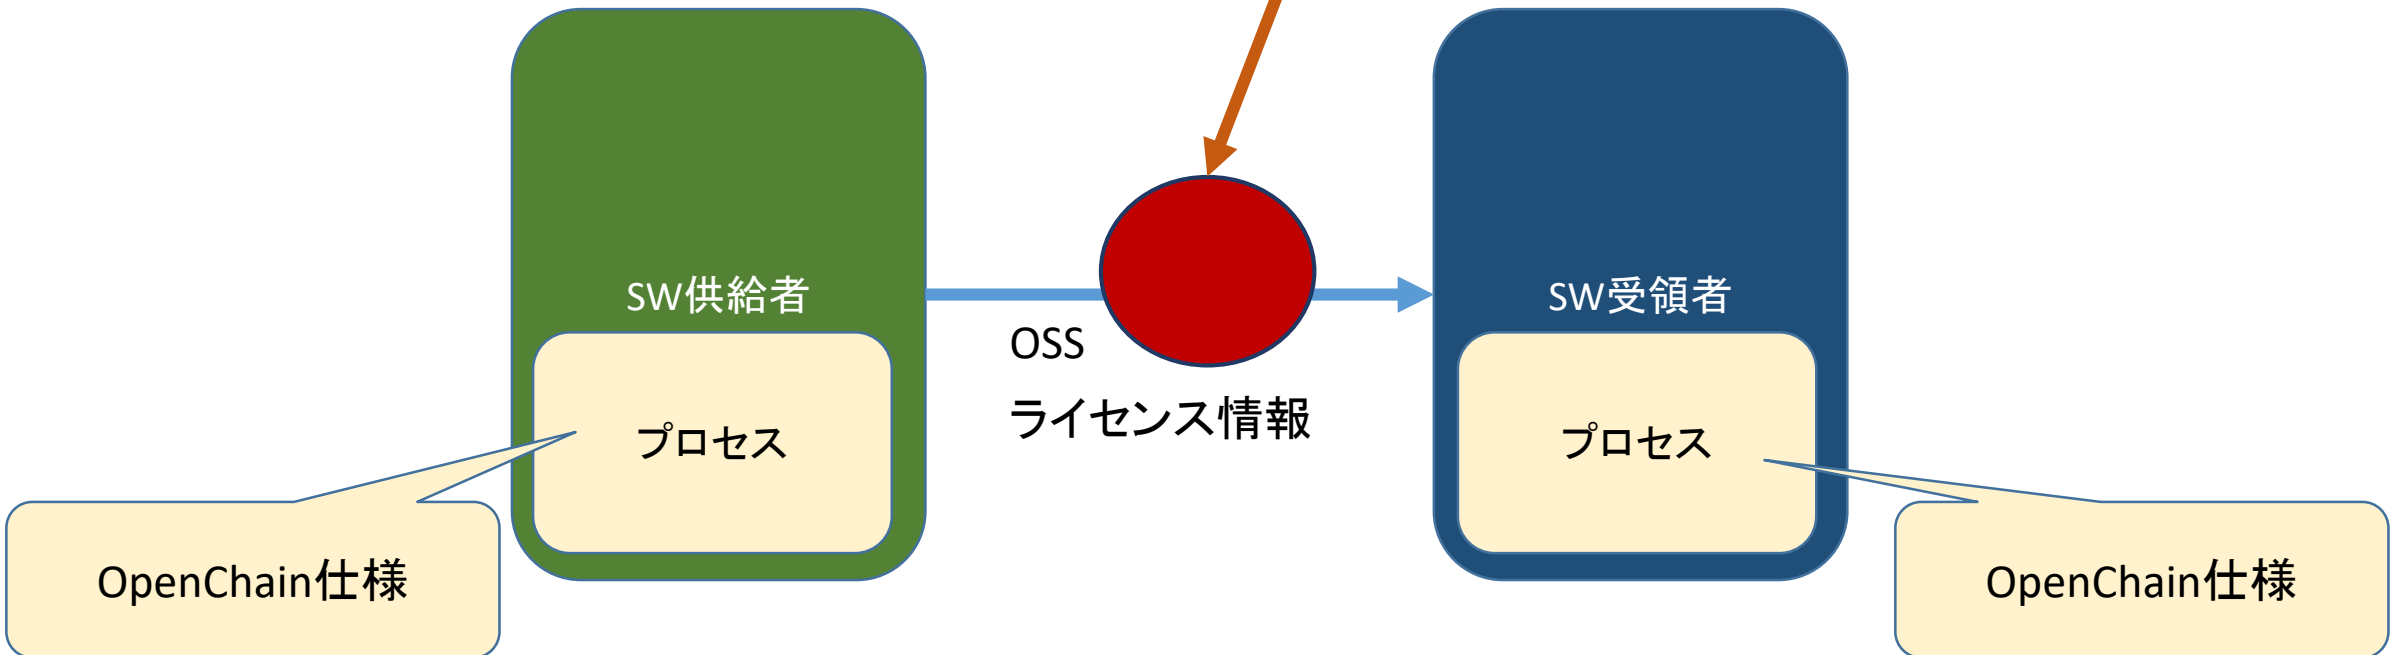 SW供給者
SW受領者
OSS
ライセンス情報
プロセス
プロセス
OpenChain仕様
OpenChain仕様